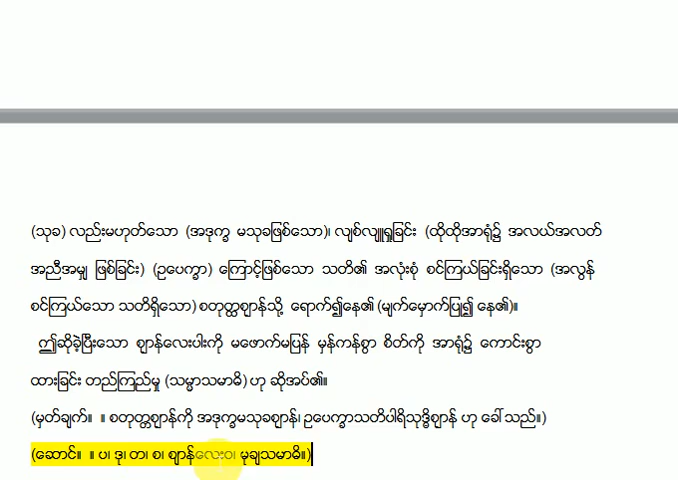 (သုခ) လည်းမဟုတ်သော (အဒုက္ခ မသုခဖြစ်သော)၊ လျစ်လျူရှုခြင်း (ထိုထိုအာရုံ၌ အလယ်အလတ်
အညီအမျှ ဖြစ်ခြင်း) (ဥပေက္ခာ) ကြောင့်ဖြစ်သော သတိ၏ အလုံးစုံ စင်ကြယ်ခြင်းရှိသော (အလွန်
စင်ကြယ်သော သတိရှိသော) စတုတ္ထဈာန်သို့ ရောက်၍နေ၏ (မျက်မှောက်ပြု၍ နေ၏)။
ဤဆိုခဲ့ပြီးသော ဈာန်လေးပါးကို မဖောက်မပြန် မှန်ကန်စွာ စိတ်ကို အာရုံ၌ ကောင်းစွာ
ထားခြင်း တည်ကြည်မှု (သမ္မာသမာဓိ) ဟု ဆိုအပ်၏။
(မှတ်ချက်။ ။ စတုတ္တဈာန်ကို အဒုက္ခမသုခဈာန်၊ ဥပေက္ခာသတိပါရိသုဒ္ဓိဈာန် ဟု ခေါ်သည်။)
(ဆောင်။ ။ ပ၊ ဒု၊ တ၊ စ၊ ဈာန်လေးဝ၊ မုချသမာဓိ။)